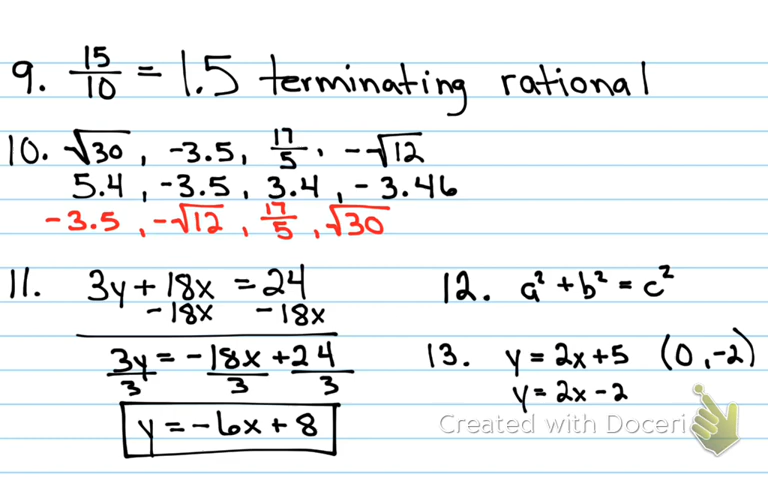 9. 15/10 = 1.5 terminating rational
10. √30 , -3.5, 17/5 , -√12
5.4 , -3.5 , 3.4 , -3.46
-3.5 , -√12 , 17/5 , √30
11. 3y + 18x = 24
-18x -18x
3y/3 = -18x/3 + 24/3
y = -6x + 8
12. a² + b² = c²
13. y = 2x + 5 (0, -2)
y = 2x - 2
Created with Doceri